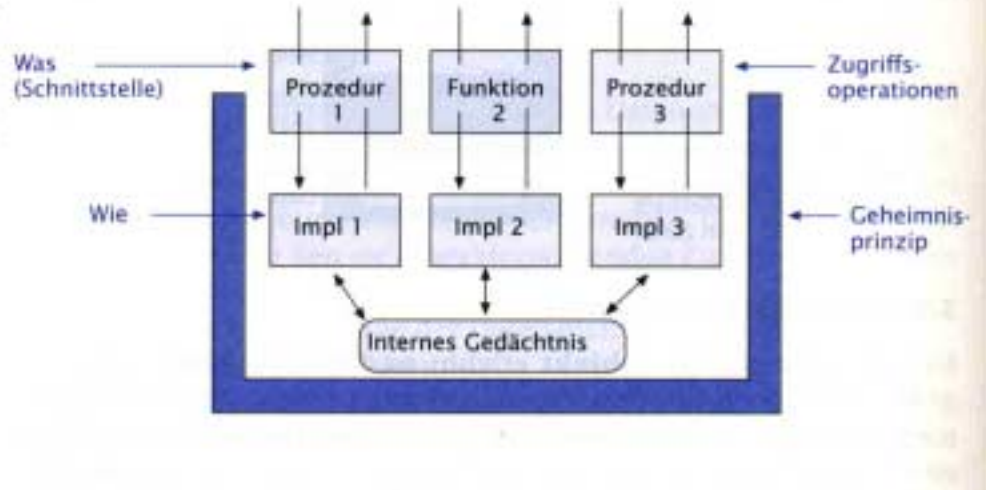 Was
(Schnittstelle)
Prozedur
1
Funktion
2
Prozedur
3
Zugriffs-
operationen
Wie
Impl 1
Impl 2
Impl 3
Geheimnis-
prinzip
Internes Gedächtnis